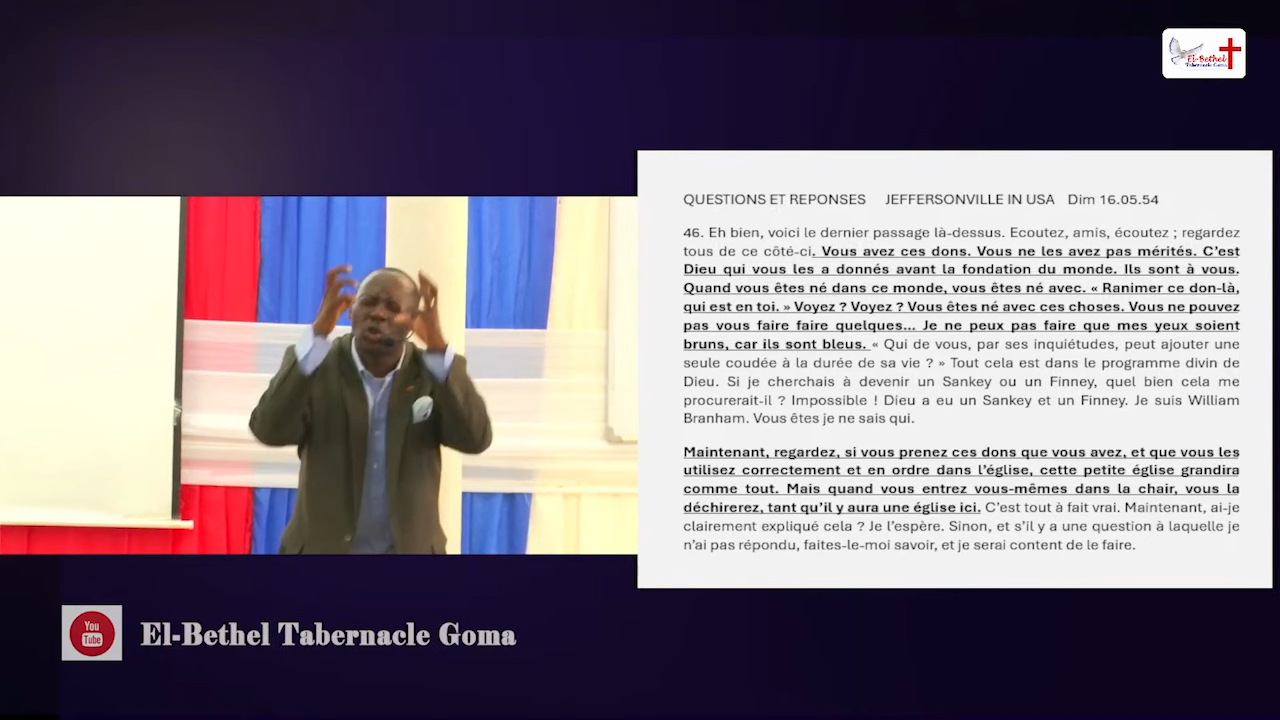 El-Bethel
Tabernacle Goma
QUESTIONS ET REPONSES JEFFERSONVILLE IN USA Dim 16.05.54
46. Eh bien, voici le dernier passage là-dessus. Ecoutez, amis, écoutez ; regardez
tous de ce côté-ci. Vous avez ces dons. Vous ne les avez pas mérités. C’est
Dieu qui vous les a donnés avant la fondation du monde. Ils sont à vous.
Quand vous êtes né dans ce monde, vous êtes né avec. « Ranimer ce don-là,
qui est en toi. » Voyez ? Voyez ? Vous êtes né avec ces choses. Vous ne pouvez
pas vous faire faire quelques… Je ne peux pas faire que mes yeux soient
bruns, car ils sont bleus. « Qui de vous, par ses inquiétudes, peut ajouter une
seule coudée à la durée de sa vie ? » Tout cela est dans le programme divin de
Dieu. Si je cherchais à devenir un Sankey ou un Finney, quel bien cela me
procurerait-il ? Impossible ! Dieu a eu un Sankey et un Finney. Je suis William
Branham. Vous êtes je ne sais qui.
Maintenant, regardez, si vous prenez ces dons que vous avez, et que vous les
utilisez correctement et en ordre dans l’église, cette petite église grandira
comme tout. Mais quand vous entrez vous-mêmes dans la chair, vous la
déchirerez, tant qu’il y aura une église ici. C’est tout à fait vrai. Maintenant, ai-je
clairement expliqué cela ? Je l’espère. Sinon, et s’il y a une question à laquelle je
n’ai pas répondu, faites-le-moi savoir, et je serai content de le faire.
You
Tube
El-Bethel Tabernacle Goma